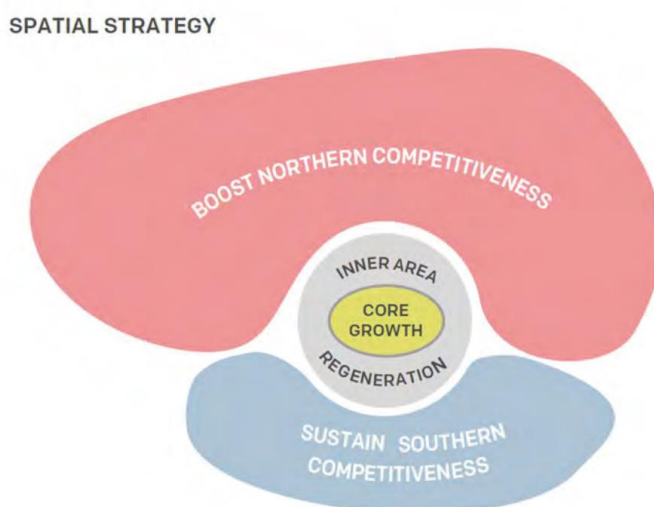 SPATIAL STRATEGY
BOOST NORTHERN COMPETITIVENESS
INNER AREA
CORE
GROWTH
REGENERATION
SUSTAIN SOUTHERN
COMPETITIVENESS